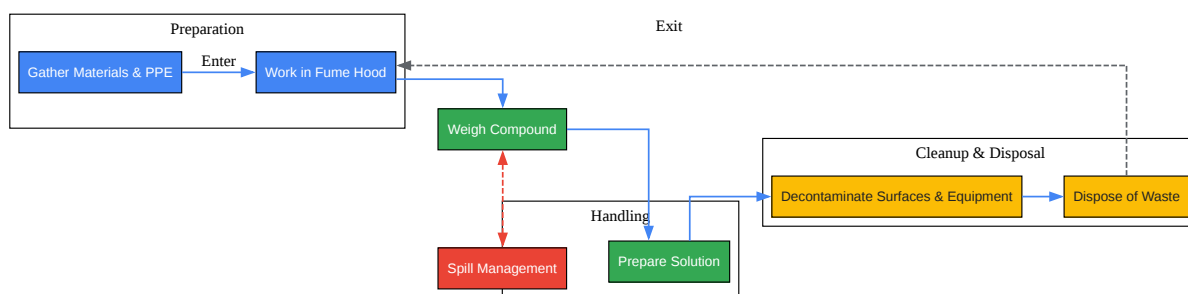 Preparation
Exit
Gather Materials & PPE
Enter
Work in Fume Hood
Weigh Compound
Cleanup & Disposal
Decontaminate Surfaces & Equipment
Dispose of Waste
Handling
Spill Management
Prepare Solution